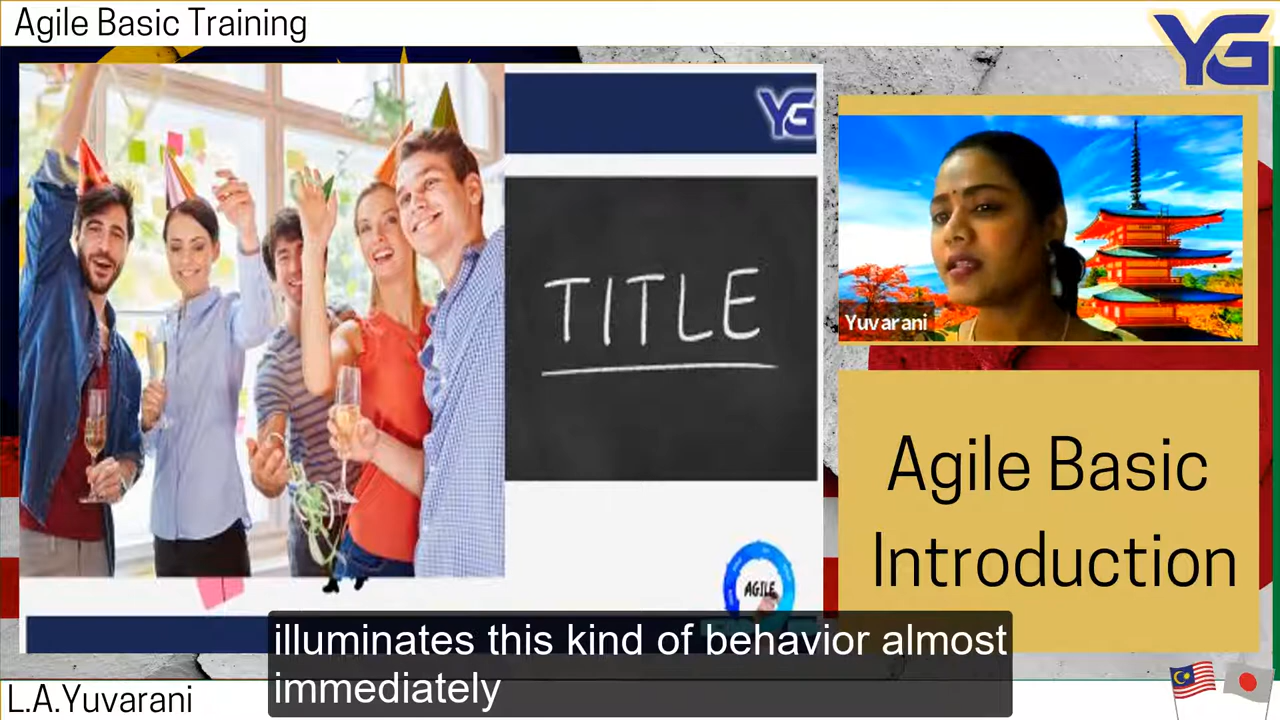 Agile Basic Training
YG
YG
TITLE
Yuvarani
Agile Basic
Introduction
AGILE
illuminates this kind of behavior almost
immediately
L.A.Yuvarani